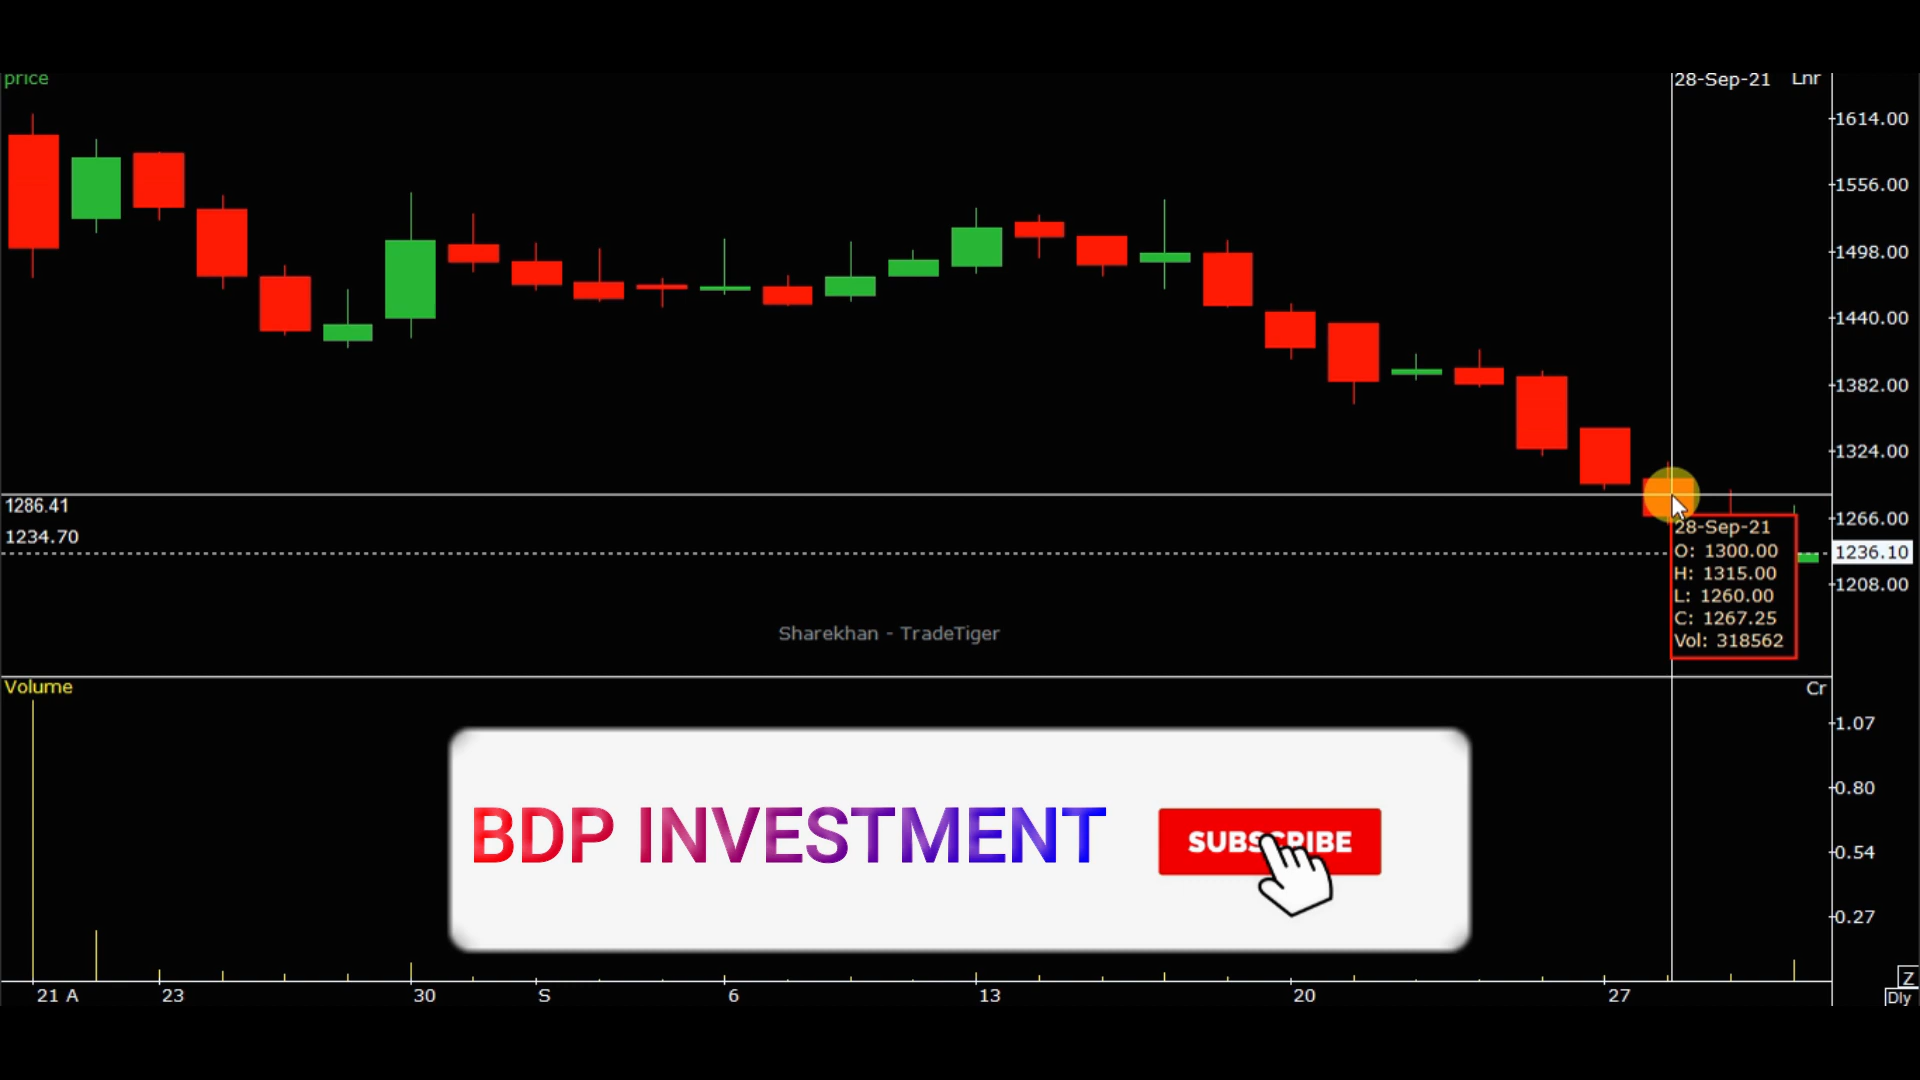 price
28-Sep-21 Lnr
1614.00
1556.00
1498.00
1440.00
1382.00
1324.00
1286.41
1266.00
1234.70
1236.10
1208.00
28-Sep-21
O: 1300.00
H: 1315.00
L: 1260.00
C: 1267.25
Vol: 318562
Sharekhan - TradeTiger
Volume
Cr
1.07
0.80
0.54
0.27
BDP INVESTMENT
SUBSCRIBE
21 A 23 30 S 6 13 20 27
Z
Dly